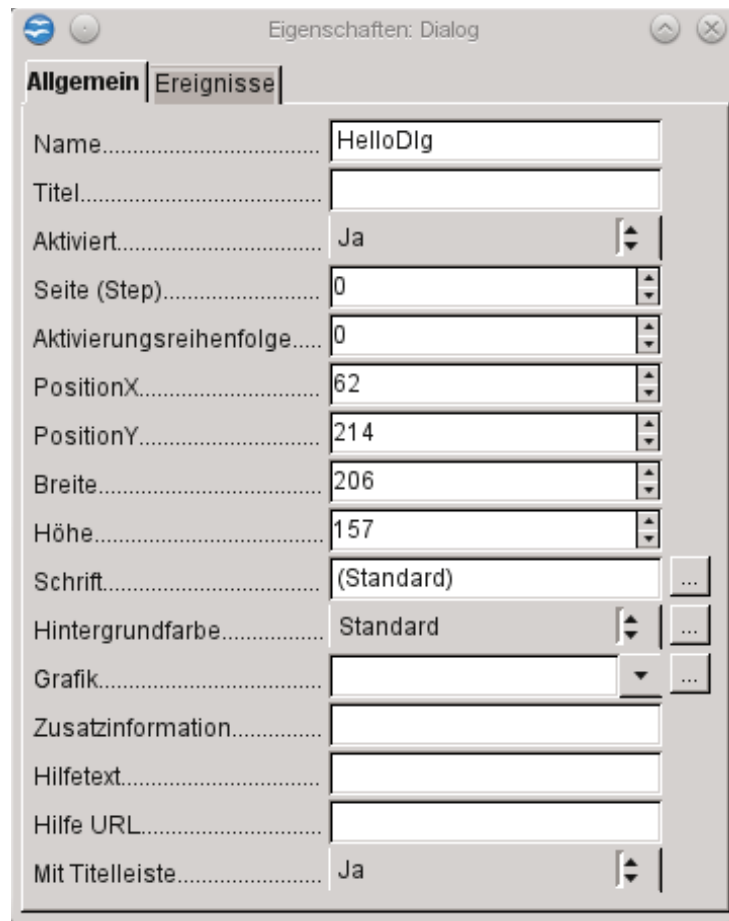 Eigenschaften: Dialog
Allgemein Ereignisse
Name................................ HelloDlg
Titel...................................
Aktiviert.............................. Ja
Seite (Step)....................... 0
Aktivierungsreihenfolge..... 0
PositionX........................... 62
PositionY........................... 214
Breite................................. 206
Höhe................................. 157
Schrift................................ (Standard) ...
Hintergrundfarbe................ Standard ...
Grafik................................. ...
Zusatzinformation..............
Hilfetext..............................
Hilfe URL...........................
Mit Titelleiste...................... Ja